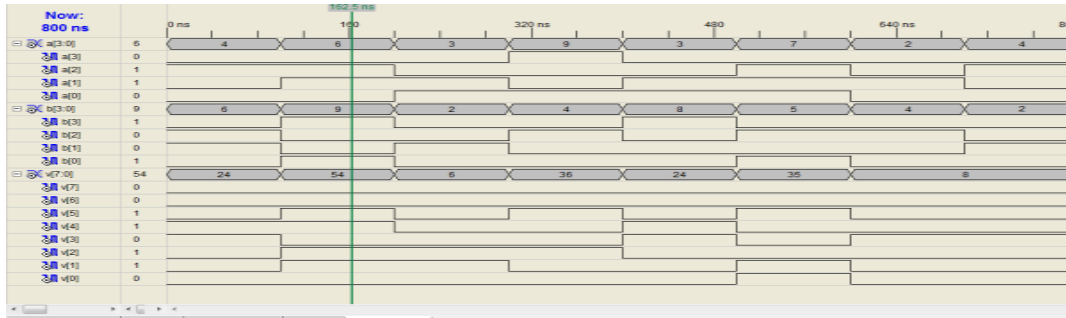 162.5 ns
Now:
800 ns
0 ns 160 320 ns 480 640 ns 8
a[3:0] 6 4 6 3 9 3 7 2 4
a[3] 0
a[2] 1
a[1] 1
a[0] 0
b[3:0] 9 6 9 2 4 8 5 4 2
b[3] 1
b[2] 0
b[1] 0
b[0] 1
v[7:0] 54 24 54 6 36 24 35 8
v[7] 0
v[6] 0
v[5] 1
v[4] 1
v[3] 0
v[2] 1
v[1] 1
v[0] 0